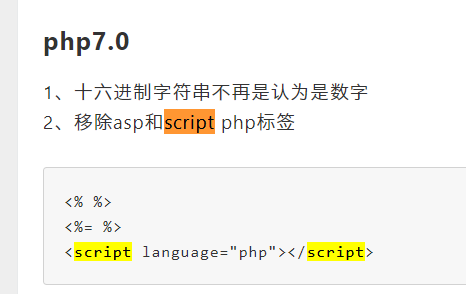 php7.0
1、十六进制字符串不再是认为是数字
2、移除asp和script php标签
<% %>
<%= %>
<script language="php"></script>